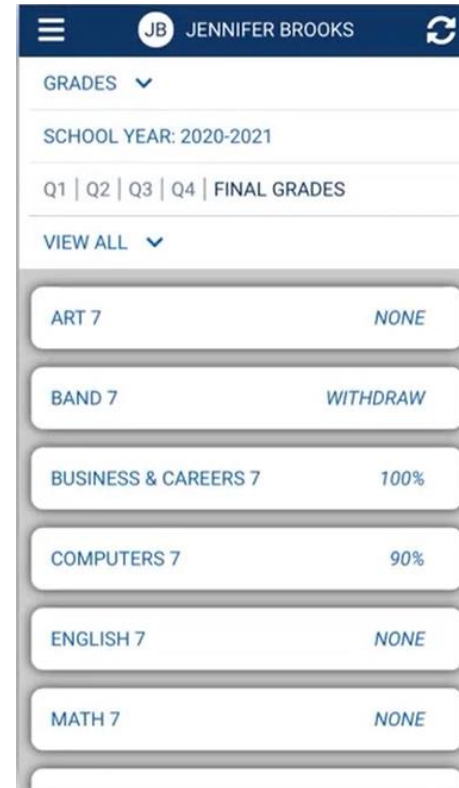 JB JENNIFER BROOKS
GRADES
SCHOOL YEAR: 2020-2021
Q1 | Q2 | Q3 | Q4 | FINAL GRADES
VIEW ALL
ART 7 NONE
BAND 7 WITHDRAW
BUSINESS & CAREERS 7 100%
COMPUTERS 7 90%
ENGLISH 7 NONE
MATH 7 NONE